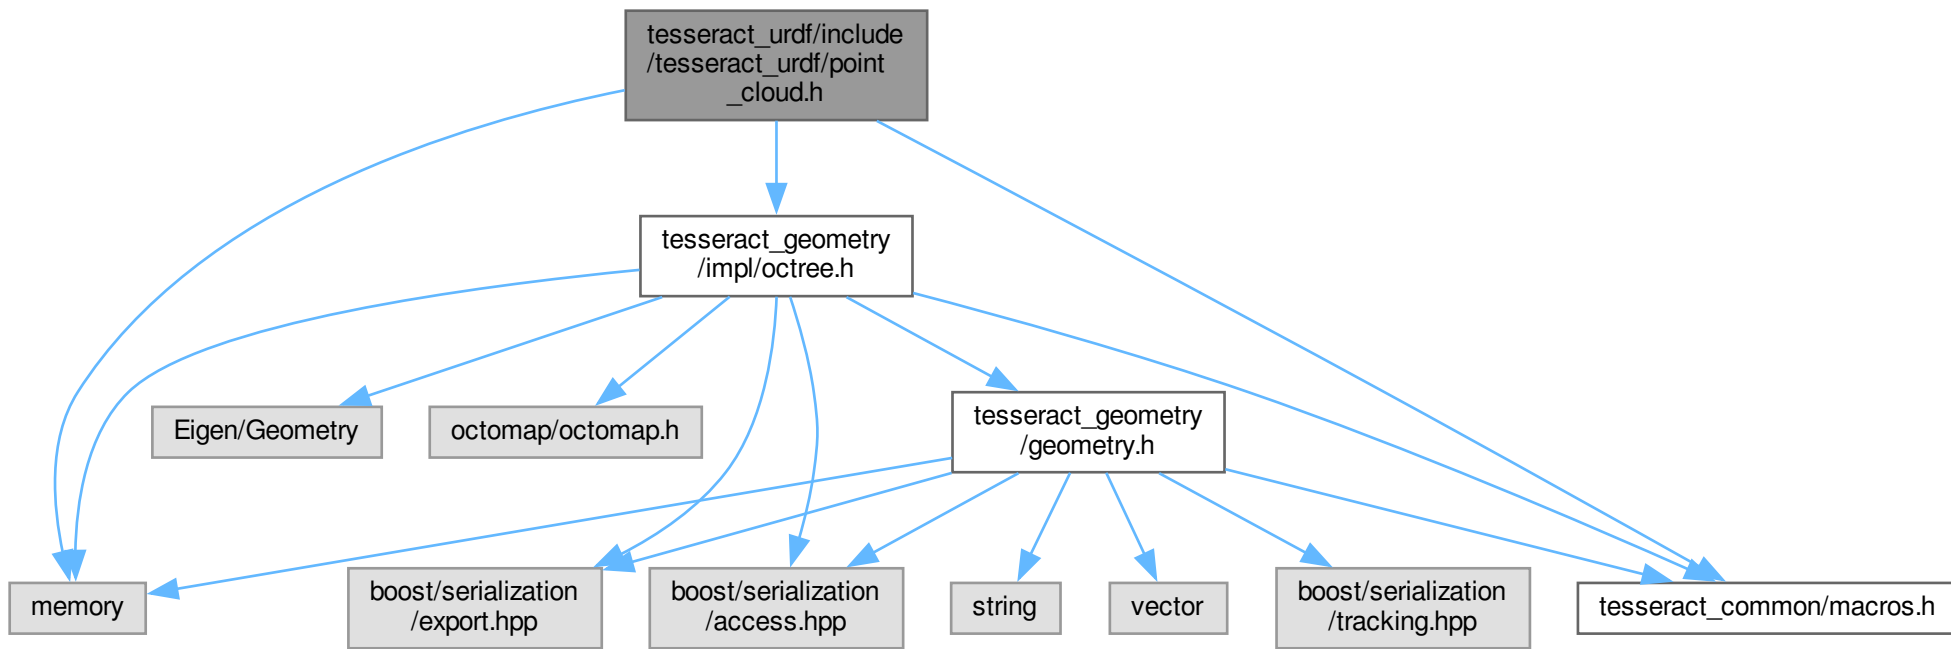 tesseract_urdf/include
/tesseract_urdf/point
_cloud.h
tesseract_geometry
/impl/octree.h
Eigen/Geometry
octomap/octomap.h
tesseract_geometry
/geometry.h
memory
boost/serialization
/export.hpp
boost/serialization
/access.hpp
string
vector
boost/serialization
/tracking.hpp
tesseract_common/macros.h